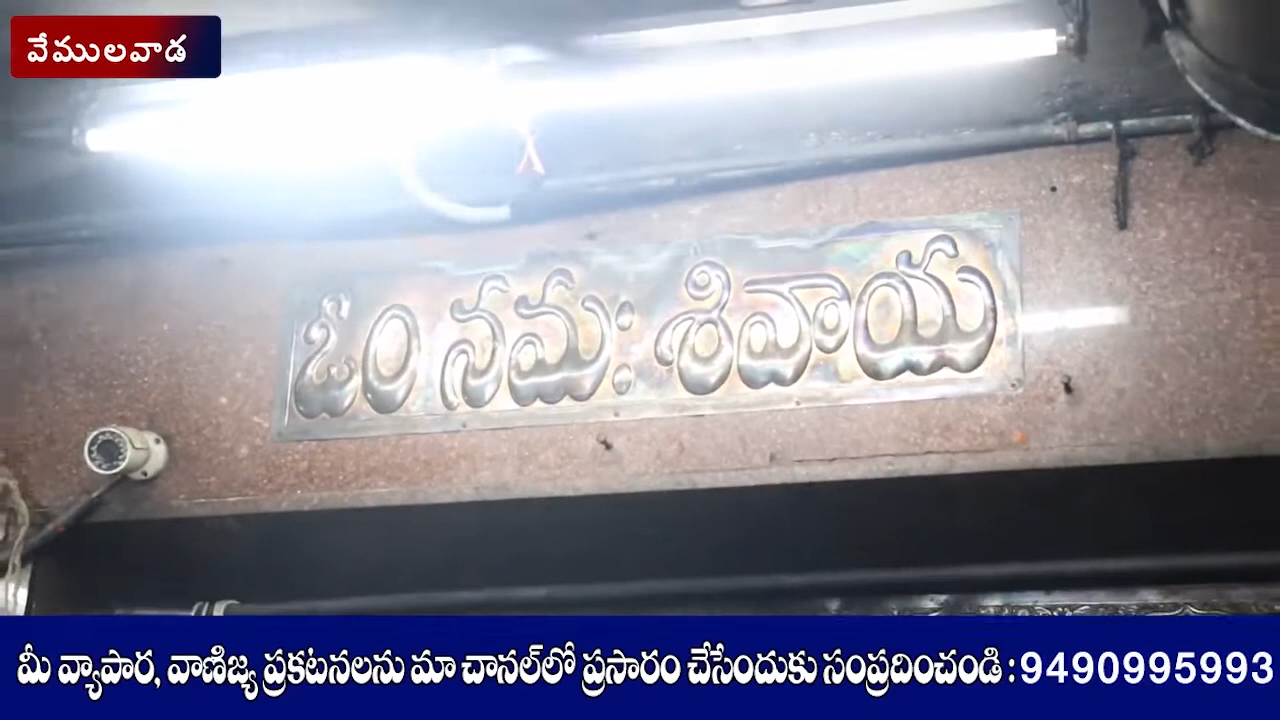 వేములవాడ
ఓం నమః శివాయ
మీ వ్యాపార, వాణిజ్య ప్రకటనలను మా చానల్‌లో ప్రసారం చేసేందుకు సంప్రదించండి : 9490995993